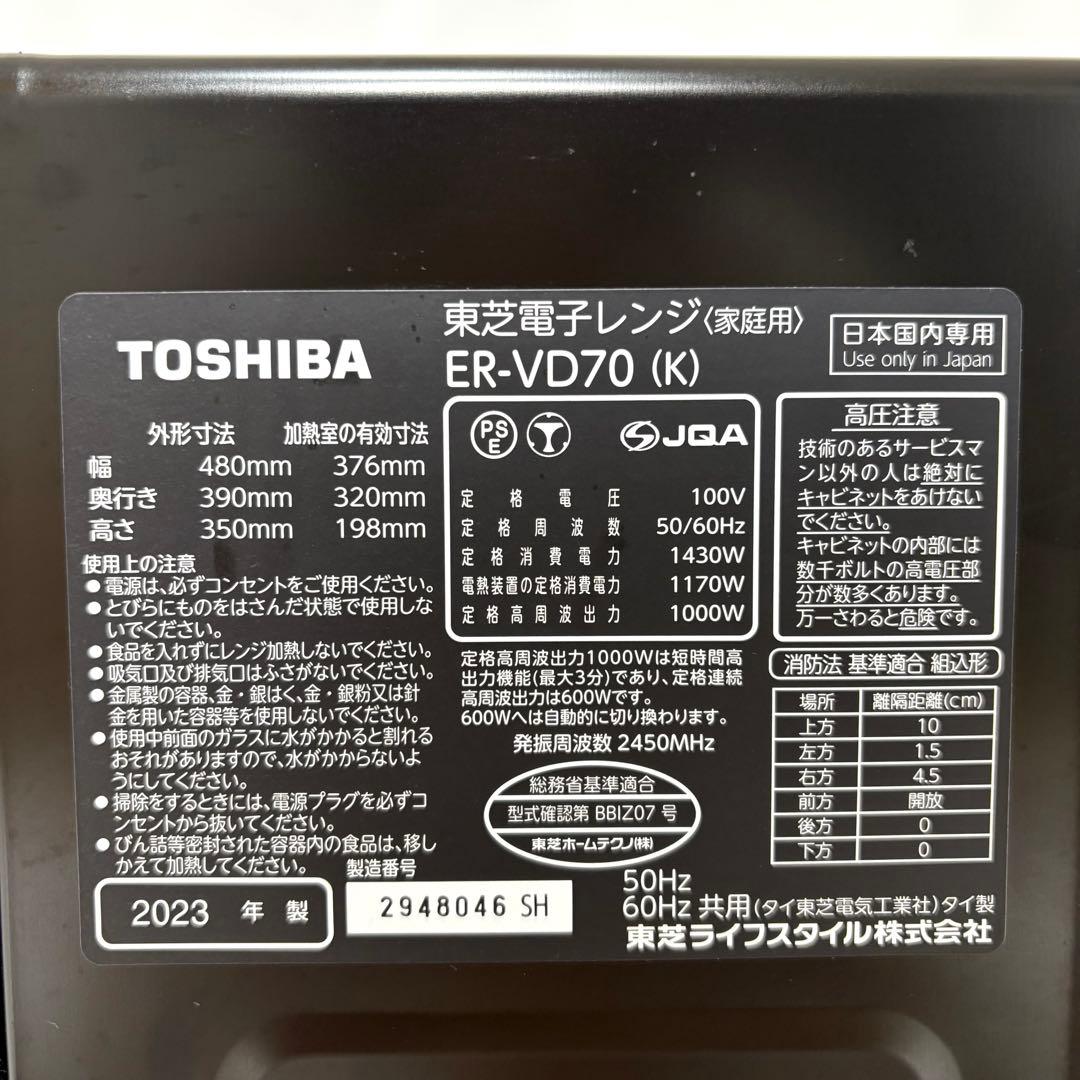 TOSHIBA
東芝電子レンジ〈家庭用〉
ER-VD70 (K)
日本国内専用
Use only in Japan
外形寸法 加熱室の有効寸法
幅 480mm 376mm
奥行き 390mm 320mm
高さ 350mm 198mm
使用上の注意
●電源は、必ずコンセントをご使用ください。
●とびらにものをはさんだ状態で使用しな
いでください。
●食品を入れずにレンジ加熱しないでください。
●吸気口及び排気口はふさがないでください。
●金属製の容器、金・銀はく、金・銀粉又は針
金を用いた容器等を使用しないでください。
●使用中前面のガラスに水がかかると割れる
おそれがありますので、水がかからないよ
うにしてください。
●掃除をするときには、電源プラグを必ずコ
ンセントから抜いてください。
●びん詰等密封された容器内の食品は、移し
かえて加熱してください。
PS
E
JQA
定格電圧 100V
定格周波数 50/60Hz
定格消費電力 1430W
電熱装置の定格消費電力 1170W
定格高周波出力 1000W
定格高周波出力1000Wは短時間高
出力機能(最大3分)であり、定格連続
高周波出力は600Wです。
600Wへは自動的に切り換わります。
発振周波数 2450MHz
総務省基準適合
型式確認第 BBIZ07 号
東芝ホームテクノ(株)
高圧注意
技術のあるサービスマ
ン以外の人は絶対に
キャビネットをあけない
でください。
キャビネットの内部には
数千ボルトの高電圧部
分が数多くあります。
万一さわると危険です。
消防法 基準適合 組込形
場所 離隔距離(cm)
上方 10
左方 1.5
右方 4.5
前方 開放
後方 0
下方 0
2023 年 製
製造番号
2948046 SH
50Hz
60Hz 共用(タイ東芝電気工業社)タイ製
東芝ライフスタイル株式会社